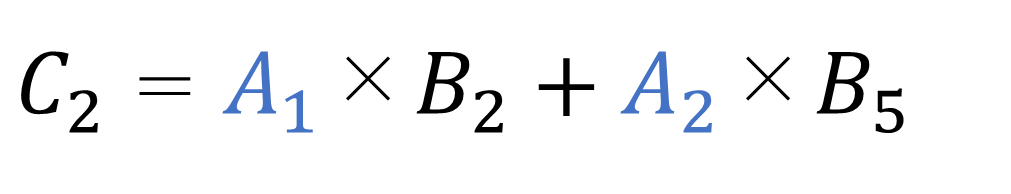 C₂ = A₁ × B₂ + A₂ × B₅